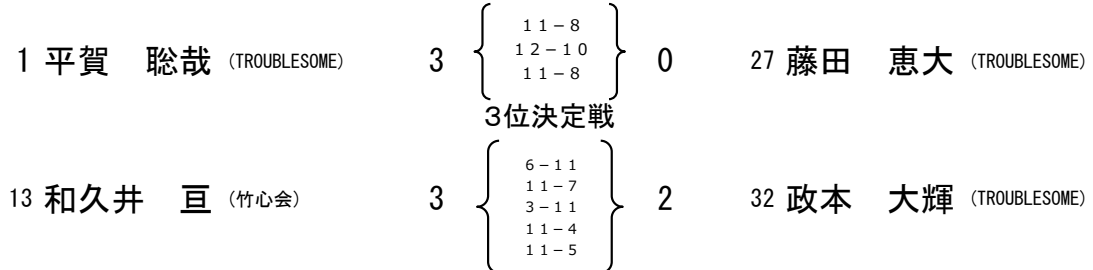 11-8
12-10
1 平賀 聡哉 (TROUBLESOME) 3 0 27 藤田 恵大 (TROUBLESOME)
11-8
3位決定戦
6-11
11-7
13 和久井 亘 (竹心会) 3 3-11 2 32 政本 大輝 (TROUBLESOME)
11-4
11-5